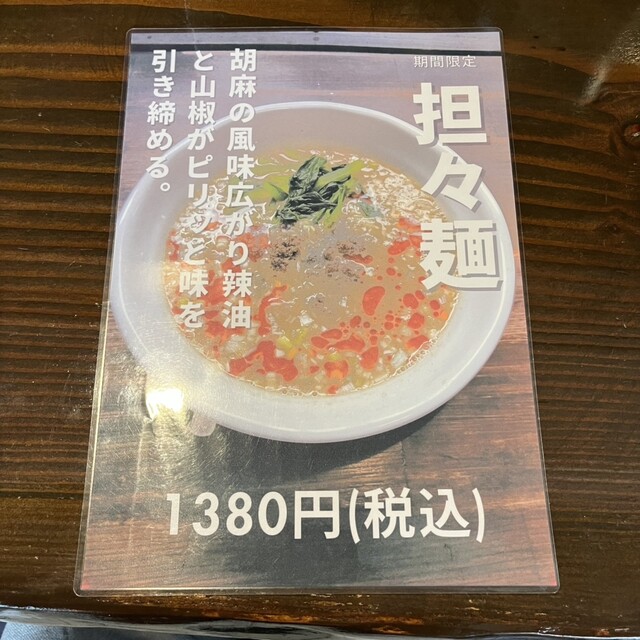 期間限定
担々麺
胡麻の風味広がり辣油
と山椒がピリッと味を
引き締める。
1380円(税込)